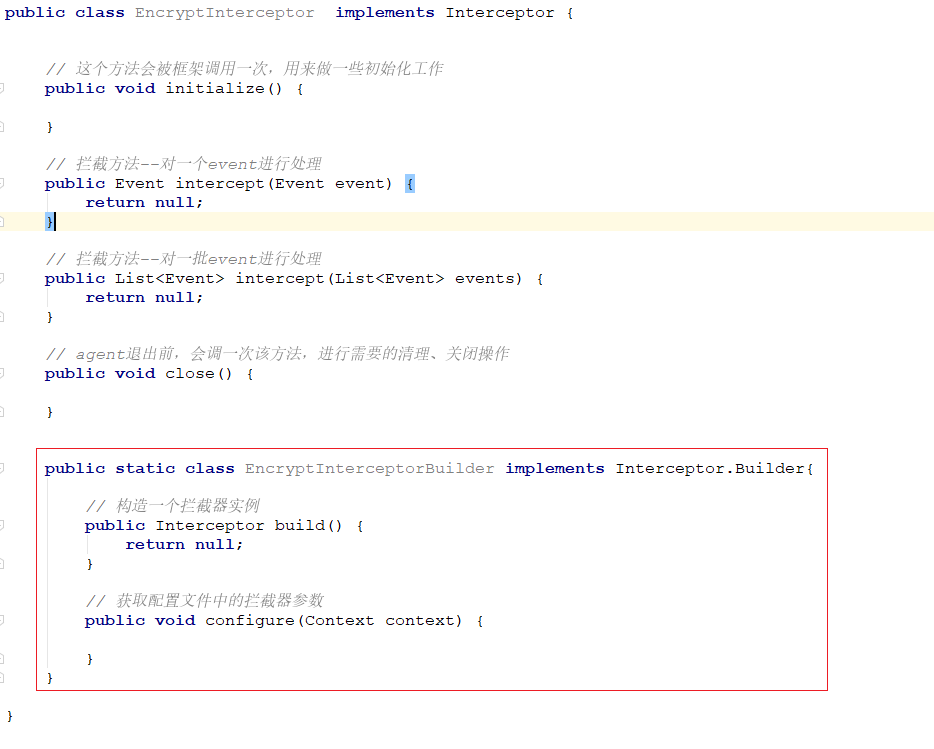 public class EncryptInterceptor  implements Interceptor {
// 这个方法会被框架调用一次，用来做一些初始化工作
public void initialize() {
}
// 拦截方法--对一个event进行处理
public Event intercept(Event event) {
return null;
}
// 拦截方法--对一批event进行处理
public List<Event> intercept(List<Event> events) {
return null;
}
// agent退出前，会调一次该方法，进行需要的清理、关闭操作
public void close() {
}
public static class EncryptInterceptorBuilder implements Interceptor.Builder{
// 构造一个拦截器实例
public Interceptor build() {
return null;
}
// 获取配置文件中的拦截器参数
public void configure(Context context) {
}
}
}